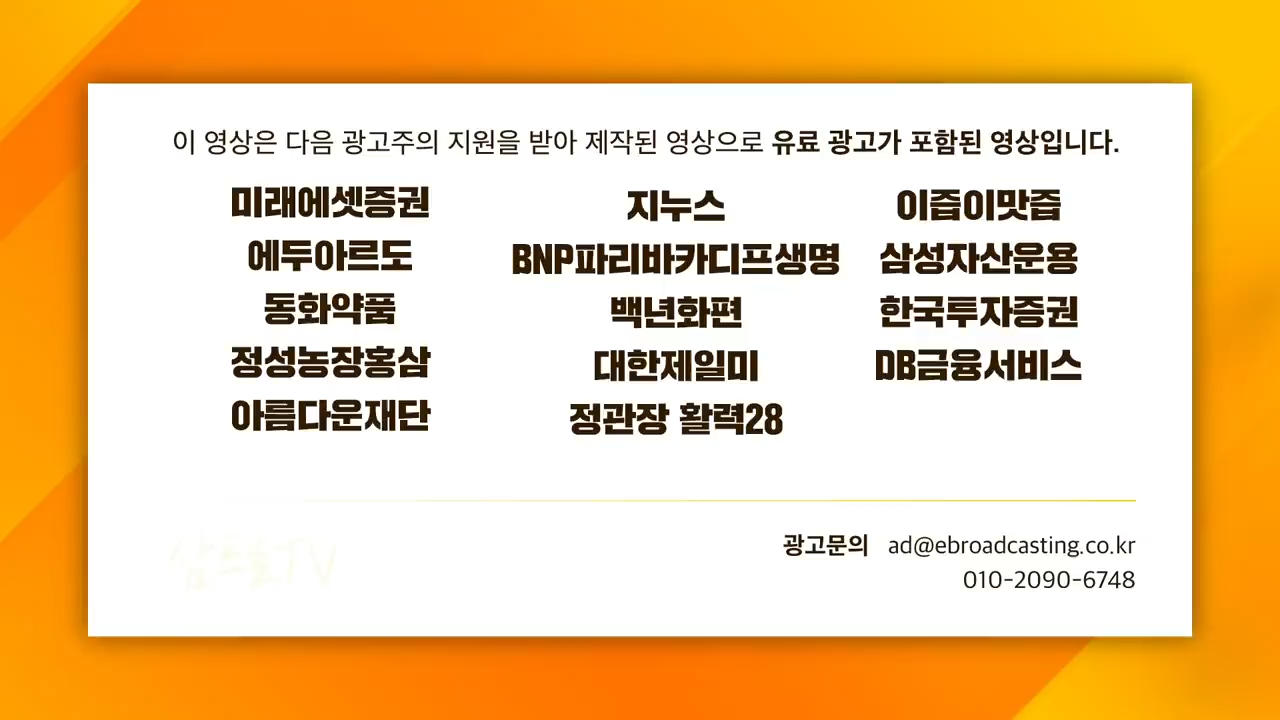 이 영상은 다음 광고주의 지원을 받아 제작된 영상으로 유료 광고가 포함된 영상입니다.
미래에셋증권 지누스 이즙이맛즙
에두아르도 BNP파리바카디프생명 삼성자산운용
동화약품 백년화편 한국투자증권
정성농장홍삼 대한제일미 DB금융서비스
아름다운재단 정관장 활력28
삼프로TV 광고문의 ad@ebroadcasting.co.kr
010-2090-6748